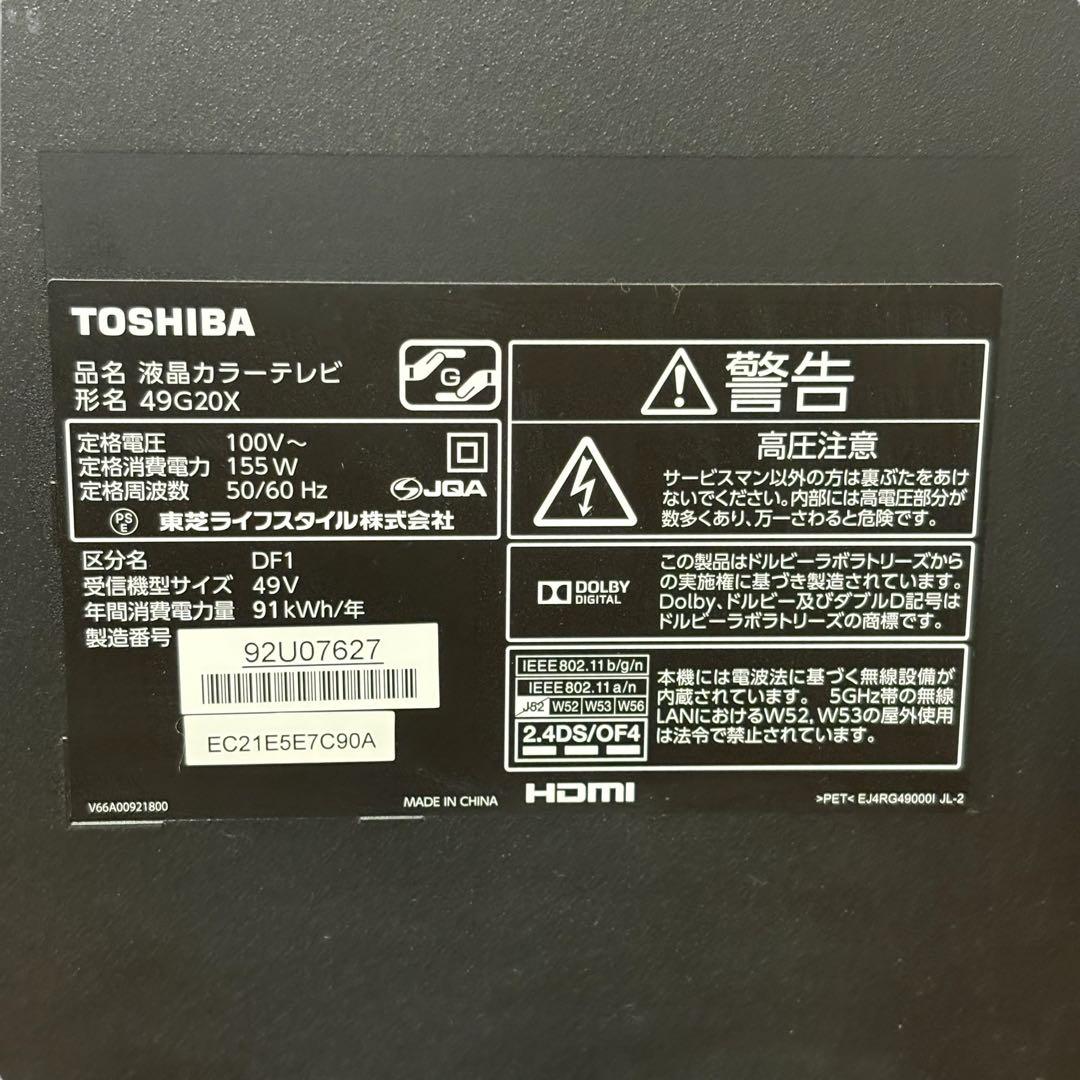 TOSHIBA
品名 液晶カラーテレビ
形名 49G20X
G
定格電圧 100V～
定格消費電力 155W
定格周波数 50/60 Hz
JQA
PS
E
東芝ライフスタイル株式会社
区分名 DF1
受信機型サイズ 49V
年間消費電力量 91kWh/年
製造番号
92U07627
EC21E5E7C90A
V66A00921800
MADE IN CHINA
警告
高圧注意
サービスマン以外の方は裏ぶたをあけ
ないでください。内部には高電圧部分が
数多くあり、万一さわると危険です。
DOLBY
DIGITAL
この製品はドルビーラボラトリーズから
の実施権に基づき製造されています。
Dolby、ドルビー及びダブルD記号は
ドルビーラボラトリーズの商標です。
IEEE802.11b/g/n
IEEE802.11a/n
J52 W52 W53 W56
2.4DS/OF4
本機には電波法に基づく無線設備が
内蔵されています。 5GHz帯の無線
LANにおけるW52、W53の屋外使用
は法令で禁止されています。
HDMI
>PET< EJ4RG49000I JL-2